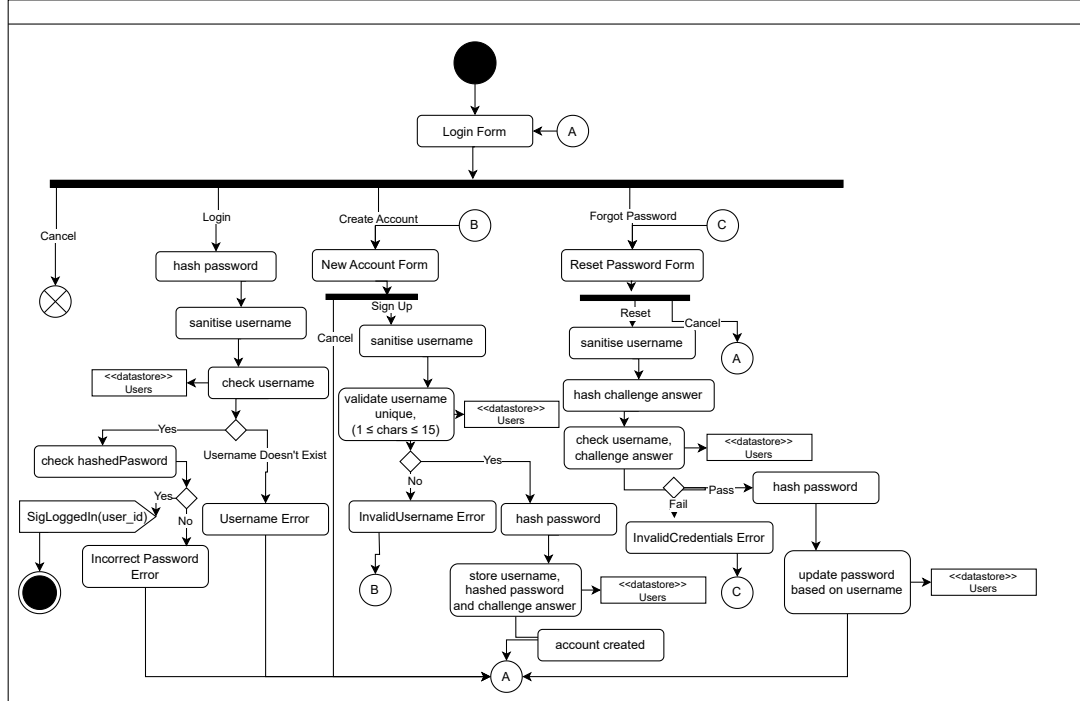 Login Form
A
Login
Create Account
B
Forgot Password
C
Cancel
hash password
New Account Form
Reset Password Form
Sign Up
Reset
Cancel
sanitise username
Cancel
sanitise username
sanitise username
A
<<datastore>>
Users
check username
validate username
unique,
(1 ≤ chars ≤ 15)
<<datastore>>
Users
hash challenge answer
Yes
Username Doesn't Exist
check username,
challenge answer
<<datastore>>
Users
check hashedPasword
Yes
No
Pass
hash password
Yes
No
Fail
SigLoggedIn(user_id)
Username Error
InvalidUsername Error
hash password
InvalidCredentials Error
Incorrect Password
Error
B
store username,
hashed password
and challenge answer
<<datastore>>
Users
C
update password
based on username
<<datastore>>
Users
account created
A